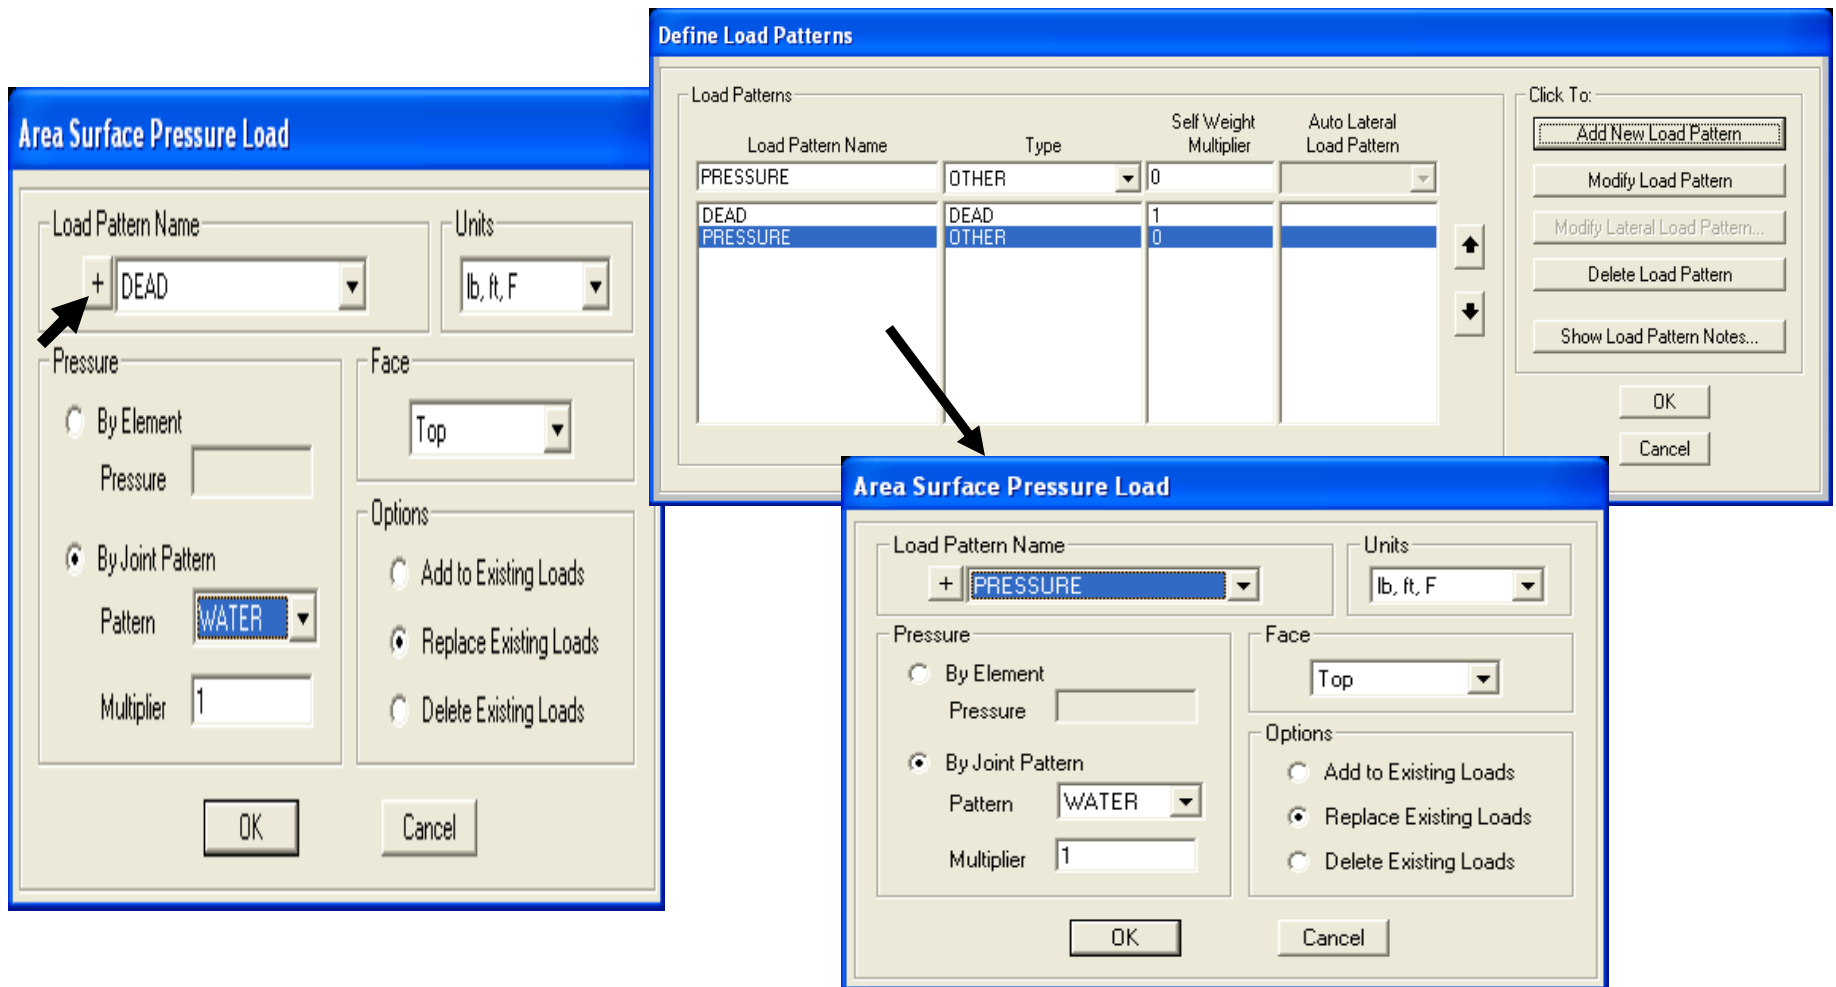 Area Surface Pressure Load
Load Pattern Name
Units
+ DEAD
lb, ft, F
Pressure
Face
By Element
Top
Pressure
Options
By Joint Pattern
Add to Existing Loads
Pattern WATER
Replace Existing Loads
Multiplier 1
Delete Existing Loads
OK
Cancel
Define Load Patterns
Load Patterns
Load Pattern Name
Type
Self Weight
Multiplier
Auto Lateral
Load Pattern
PRESSURE OTHER 0
DEAD DEAD 1
PRESSURE OTHER 0
Click To:
Add New Load Pattern
Modify Load Pattern
Modify Lateral Load Pattern...
Delete Load Pattern
Show Load Pattern Notes...
OK
Cancel
Area Surface Pressure Load
Load Pattern Name
Units
+ PRESSURE
lb, ft, F
Pressure
Face
By Element
Top
Pressure
Options
By Joint Pattern
Add to Existing Loads
Pattern WATER
Replace Existing Loads
Multiplier 1
Delete Existing Loads
OK
Cancel